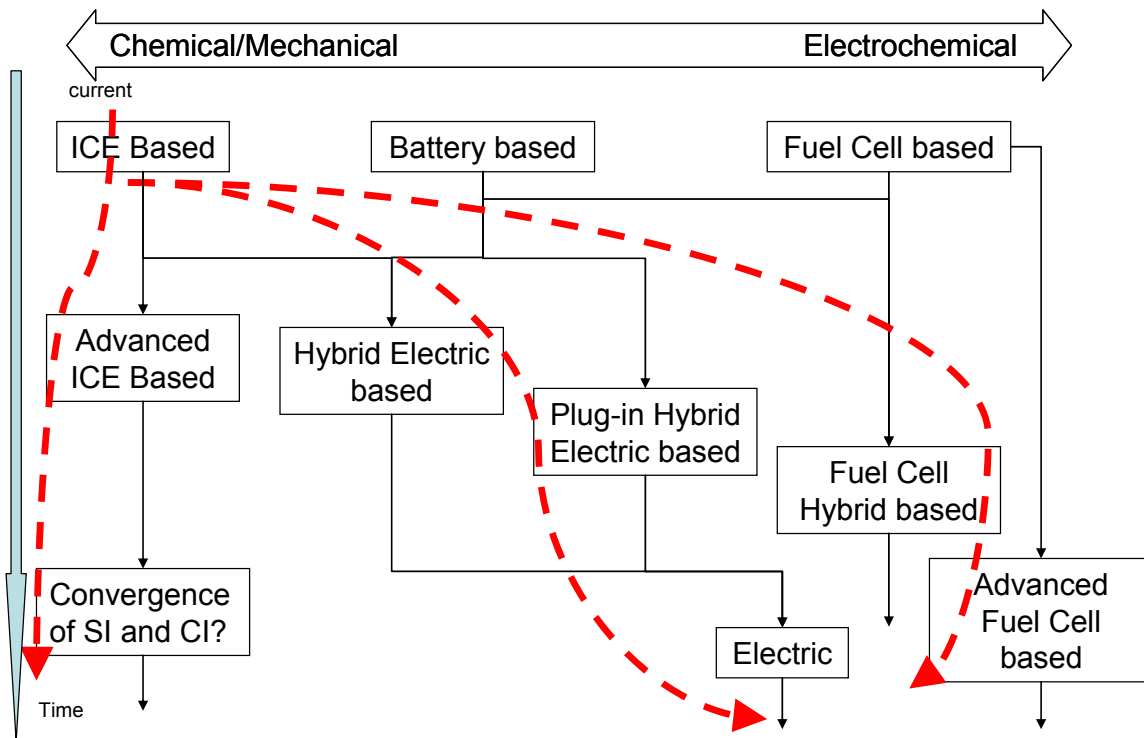 Chemical/Mechanical
Electrochemical
current
ICE Based
Battery based
Fuel Cell based
Advanced
ICE Based
Hybrid Electric
based
Plug-in Hybrid
Electric based
Fuel Cell
Hybrid based
Convergence
of SI and CI?
Electric
Advanced
Fuel Cell
based
Time